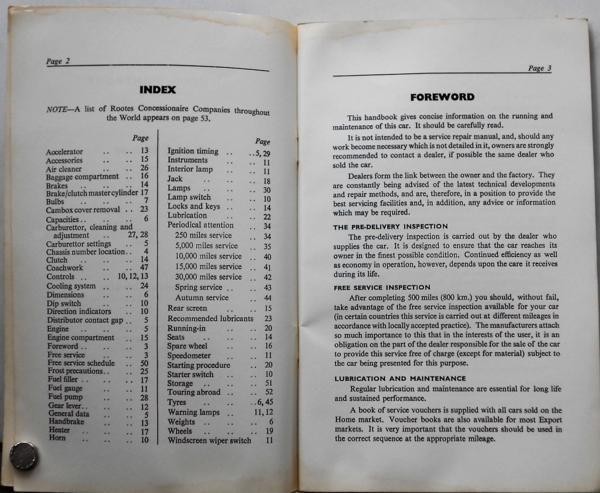 Page 2
INDEX
NOTE—A list of Rootes Concessionaire Companies throughout
the World appears on page 53.
Page
Accelerator .. .. 13
Accessories .. .. 15
Air cleaner .. .. 26
Baggage compartment .. 16
Brakes .. .. .. 14
Brake/clutch master cylinder 17
Bulbs .. .. .. 7
Cambox cover removal .. 23
Capacities .. .. .. 6
Carburettor, cleaning and
adjustment .. 27, 28
Carburettor settings .. 5
Chassis number location .. 4
Clutch .. .. .. 14
Coachwork .. .. 47
Controls .. .. 10, 12, 13
Cooling system .. .. 24
Dimensions .. .. 6
Dip switch .. .. 10
Direction indicators .. 10
Distributor contact gap .. 5
Engine .. .. .. 5
Engine compartment .. 15
Foreword .. .. .. 3
Free service .. .. 3
Free service schedule .. 50
Frost precautions .. .. 25
Fuel filler .. .. .. 17
Fuel gauge .. .. 11
Fuel pump .. .. 28
Gear lever .. .. .. 12
General data .. .. 5
Handbrake .. .. 13
Heater .. .. .. 17
Horn .. .. .. 10
Page
Ignition timing .. .. 5, 29
Instruments .. .. 11
Interior lamp .. .. 11
Jack .. .. .. 18
Lamps .. .. .. 30
Lamp switch .. .. 10
Locks and keys .. .. 14
Lubrication .. .. 22
Periodical attention .. 34
250 miles service .. 34
5,000 miles service .. 35
10,000 miles service .. 40
15,000 miles service .. 41
30,000 miles service .. 42
Spring service .. .. 43
Autumn service .. 44
Rear screen .. .. 15
Recommended lubricants 23
Running-in .. .. 20
Seats .. .. .. 14
Spare wheel .. .. 16
Speedometer .. .. 11
Starting procedure .. 20
Starter switch .. .. 10
Storage .. .. .. 51
Touring abroad .. .. 52
Tyres .. .. .. 6, 45
Warning lamps .. 11, 12
Weights .. .. .. 6
Wheels .. .. .. 19
Windscreen wiper switch 11
Page 3
FOREWORD
This handbook gives concise information on the running and
maintenance of this car. It should be carefully read.
It is not intended to be a service repair manual, and, should any
work become necessary which is not detailed in it, owners are strongly
recommended to contact a dealer, if possible the same dealer who
sold the car.
Dealers form the link between the owner and the factory. They
are constantly being advised of the latest technical developments
and repair methods, and are, therefore, in a position to provide the
best servicing facilities and, in addition, any advice or information
which may be required.
THE PRE-DELIVERY INSPECTION
The pre-delivery inspection is carried out by the dealer who
supplies the car. It is designed to ensure that the car reaches its
owner in the finest possible condition. Continued efficiency as well
as economy in operation, however, depends upon the care it receives
during its life.
FREE SERVICE INSPECTION
After completing 500 miles (800 km.) you should, without fail,
take advantage of the free service inspection available for your car
(in certain countries this service is carried out at different mileages in
accordance with locally accepted practice). The manufacturers attach
so much importance to this that in the interests of the user, it is an
obligation on the part of the dealer responsible for the sale of the car
to provide this service free of charge (except for material) subject to
the car being presented for this purpose.
LUBRICATION AND MAINTENANCE
Regular lubrication and maintenance are essential for long life
and sustained performance.
A book of service vouchers is supplied with all cars sold on the
Home market. Voucher books are also available for most Export
markets. It is very important that the vouchers should be used in
the correct sequence at the appropriate mileage.